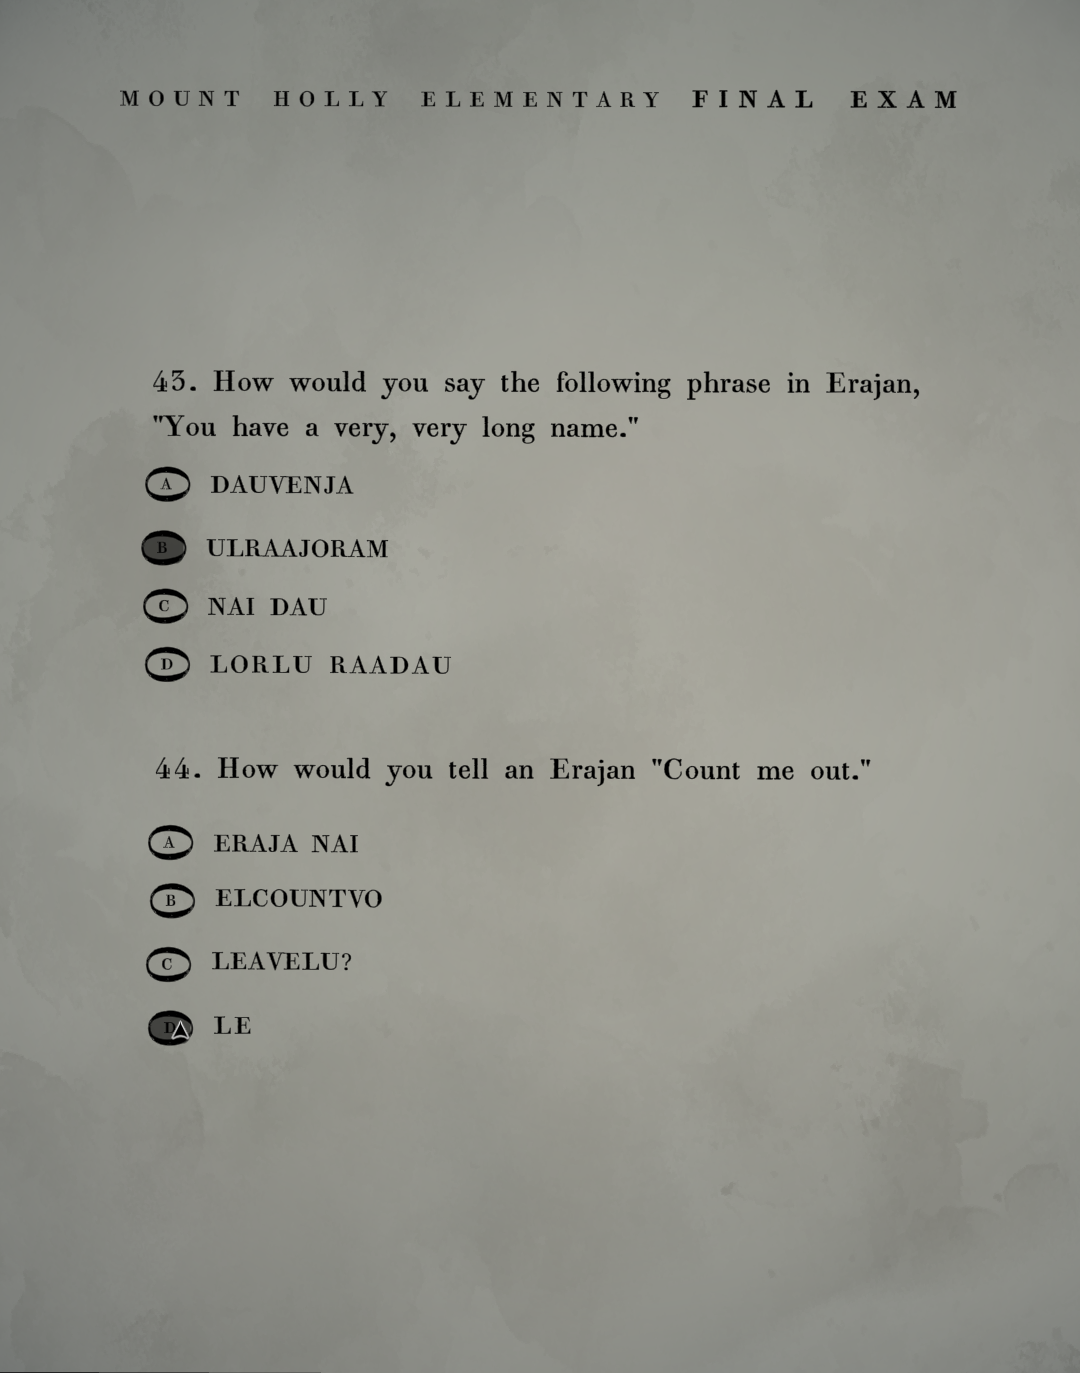 MOUNT HOLLY ELEMENTARY FINAL EXAM
43. How would you say the following phrase in Erajan,
"You have a very, very long name."
A DAUVENJA
B ULRAAJORAM
C NAI DAU
D LORLU RAADAU
44. How would you tell an Erajan "Count me out."
A ERAJA NAI
B ELCOUNTVO
C LEAVELU?
D LE